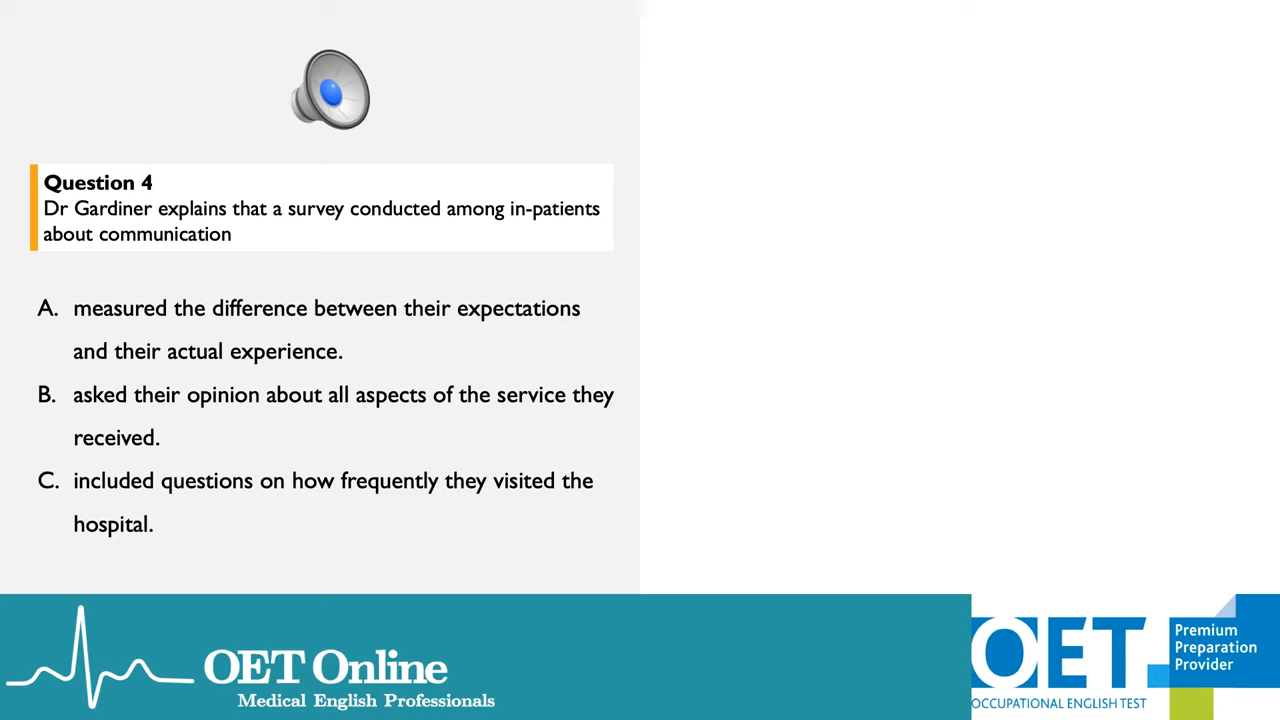 Question 4
Dr Gardiner explains that a survey conducted among in-patients
about communication
A. measured the difference between their expectations
and their actual experience.
B. asked their opinion about all aspects of the service they
received.
C. included questions on how frequently they visited the
hospital.
OET Online
Medical English Professionals
OET
OCCUPATIONAL ENGLISH TEST
Premium
Preparation
Provider